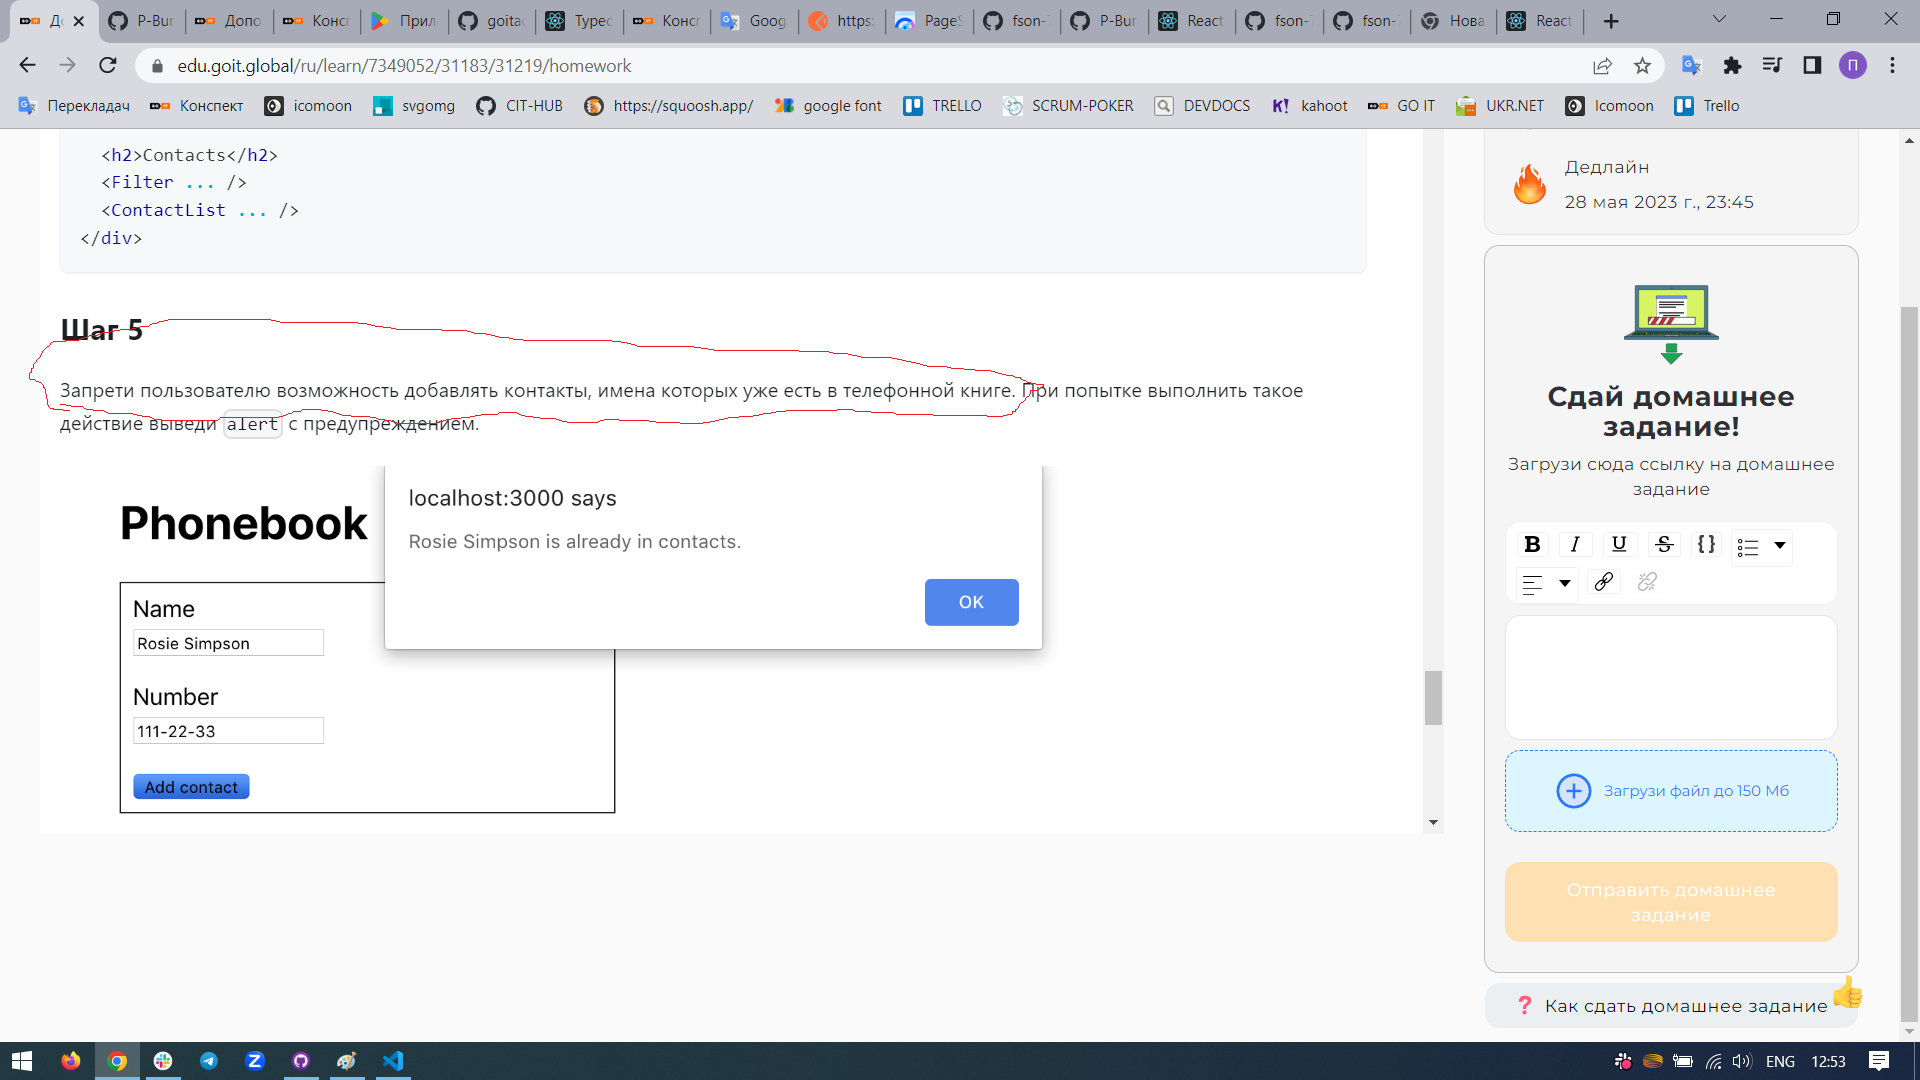 До
P-Bur
Допо
Конс
Прил
goitac
Typec
Конс
Goog
https:
PageS
fson-
P-Bur
React
fson-
fson-
Нова
React
edu.goit.global/ru/learn/7349052/31183/31219/homework
П
Перекладач
Конспект
icomoon
svgomg
CIT-HUB
https://squoosh.app/
google font
TRELLO
SCRUM-POKER
DEVDOCS
kahoot
GO IT
UKR.NET
Icomoon
Trello
<h2>Contacts</h2>
<Filter ... />
<ContactList ... />
</div>
Шаг 5
Запрети пользователю возможность добавлять контакты, имена которых уже есть в телефонной книге. При попытке выполнить такое
действие выведи alert с предупреждением.
Phonebook
localhost:3000 says
Rosie Simpson is already in contacts.
OK
Name
Rosie Simpson
Number
111-22-33
Add contact
Дедлайн
28 мая 2023 г., 23:45
Сдай домашнее
задание!
Загрузи сюда ссылку на домашнее
задание
B I U S {}
Загрузи файл до 150 Мб
Отправить домашнее
задание
Как сдать домашнее задание
ENG
12:53